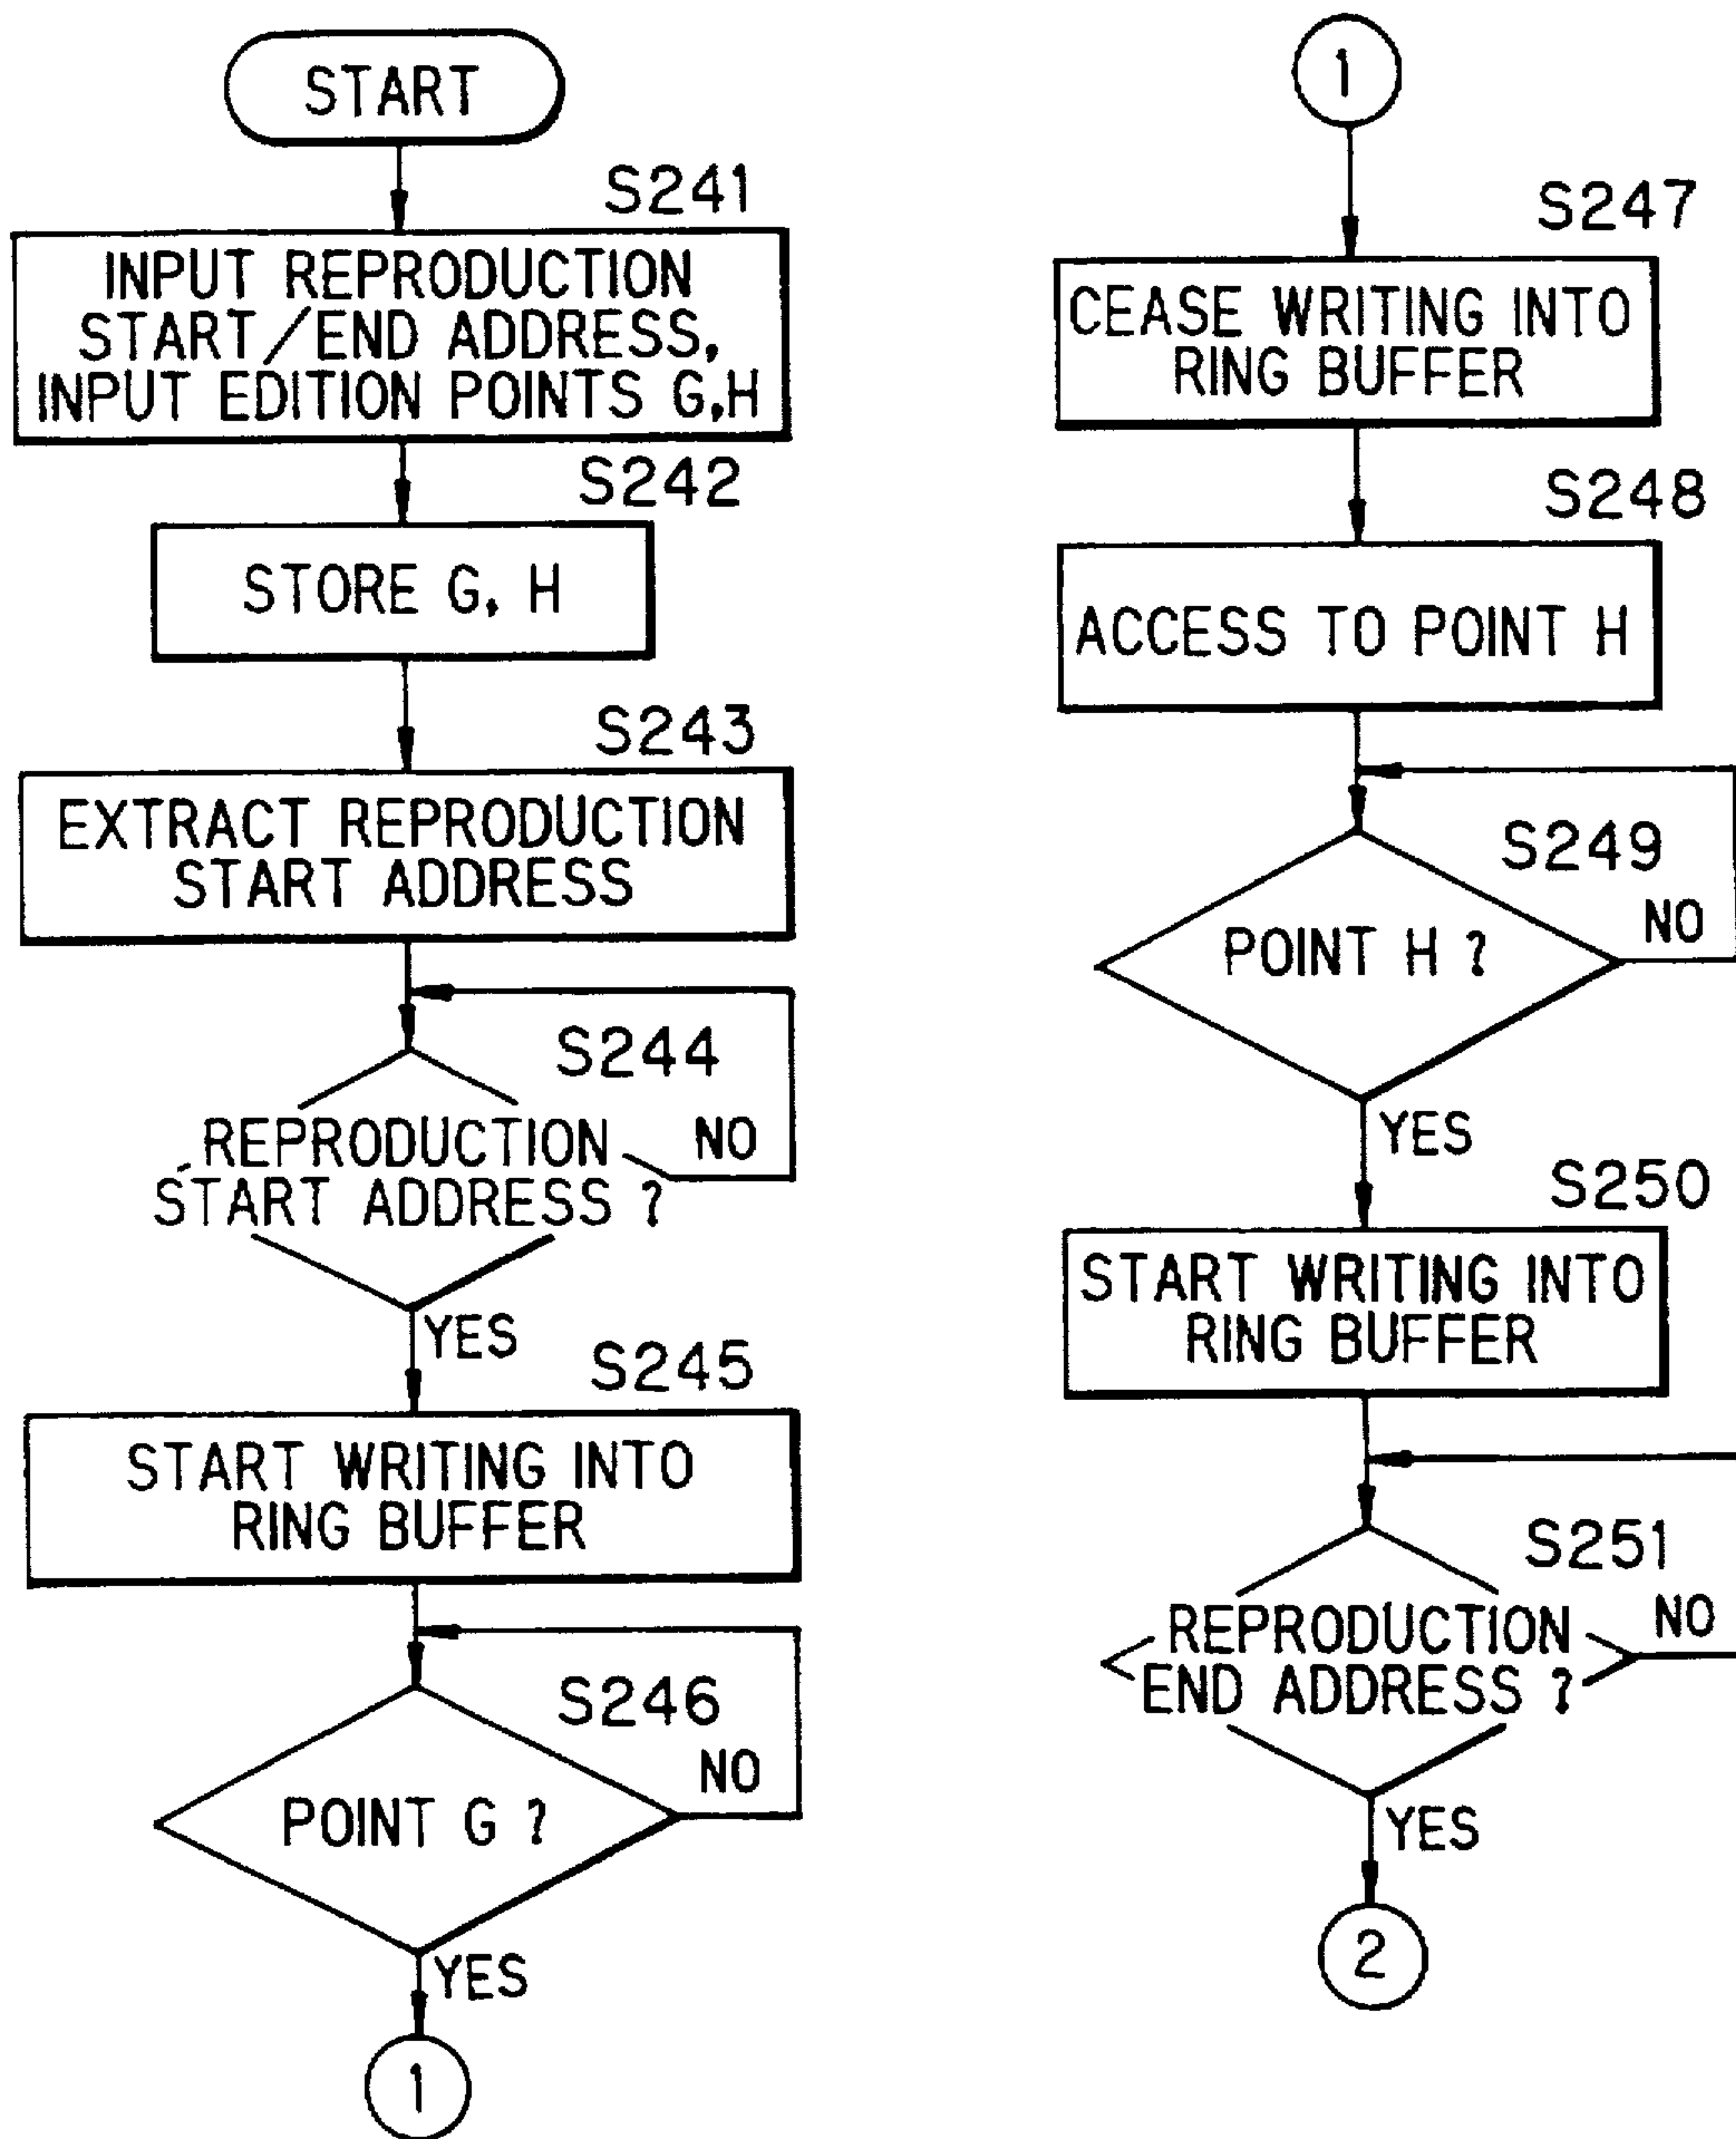 START
S241
INPUT REPRODUCTION
START/END ADDRESS,
INPUT EDITION POINTS G,H
S242
STORE G, H
S243
EXTRACT REPRODUCTION
START ADDRESS
S244
REPRODUCTION
START ADDRESS ?
NO
YES
S245
START WRITING INTO
RING BUFFER
S246
NO
POINT G ?
YES
1
1
S247
CEASE WRITING INTO
RING BUFFER
S248
ACCESS TO POINT H
S249
NO
POINT H ?
YES
S250
START WRITING INTO
RING BUFFER
S251
NO
REPRODUCTION
END ADDRESS ?
YES
2